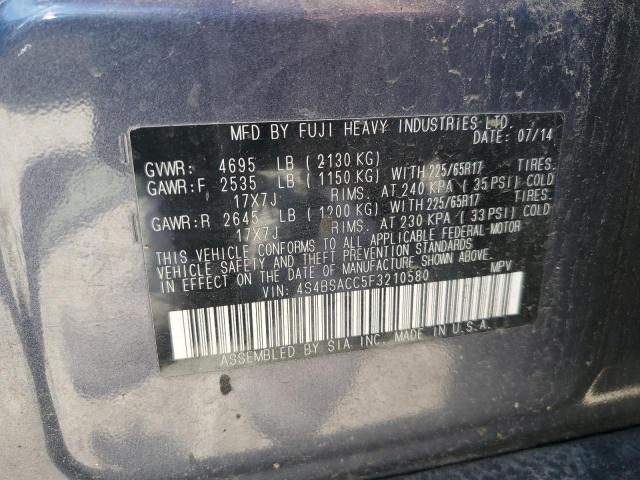 MFD BY FUJI HEAVY INDUSTRIES LTD
DATE: 07/14
GVWR: 4695 LB ( 2130 KG)
GAWR:F 2535 LB ( 1150 KG) WITH 225/65R17 TIRES.
17X7J RIMS. AT 240 KPA ( 35 PSI) COLD
GAWR:R 2645 LB ( 1200 KG) WITH 225/65R17 TIRES.
17X7J RIMS. AT 230 KPA ( 33 PSI) COLD
THIS VEHICLE CONFORMS TO ALL APPLICABLE FEDERAL-MOTOR
VEHICLE SAFETY AND THEFT PREVENTION STANDARDS
IN EFFECT ON THE DATE OF MANUFACTURE SHOWN ABOVE.
VIN: 4S4BSACC5F3210580 MPV
ASSEMBLED BY SIA INC. MADE IN U.S.A.